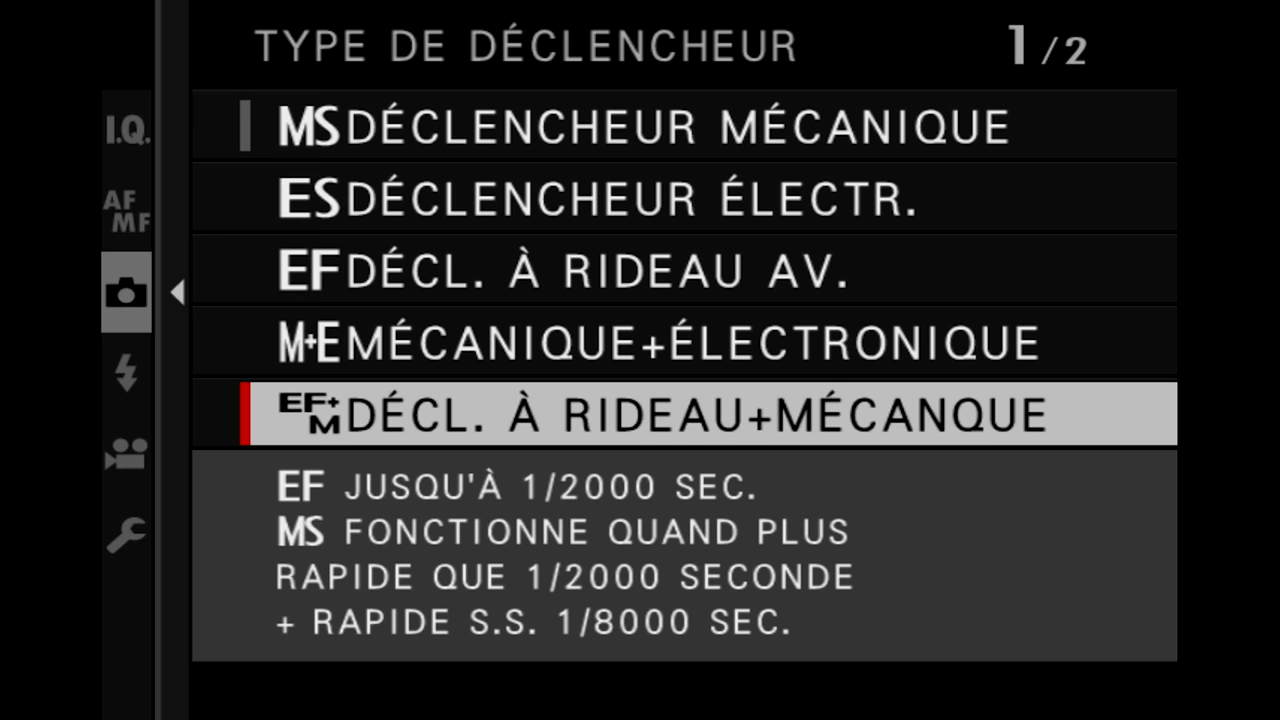 TYPE DE DÉCLENCHEUR 1/2
I.Q.
MS DÉCLENCHEUR MÉCANIQUE
AF MF
ES DÉCLENCHEUR ÉLECTR.
EF DÉCL. À RIDEAU AV.
M+E MÉCANIQUE+ÉLECTRONIQUE
EF+M DÉCL. À RIDEAU+MÉCANQUE
EF JUSQU'À 1/2000 SEC.
MS FONCTIONNE QUAND PLUS
RAPIDE QUE 1/2000 SECONDE
+ RAPIDE S.S. 1/8000 SEC.